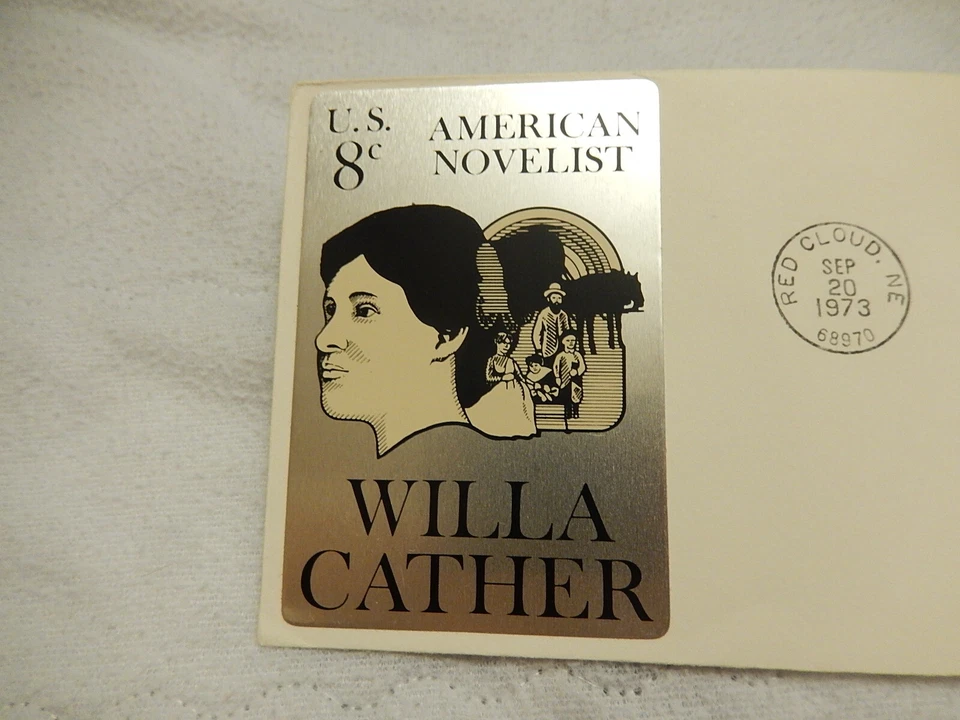 U.S.
8c
AMERICAN
NOVELIST
WILLA
CATHER
RED CLOUD, NE
SEP
20
1973
68970